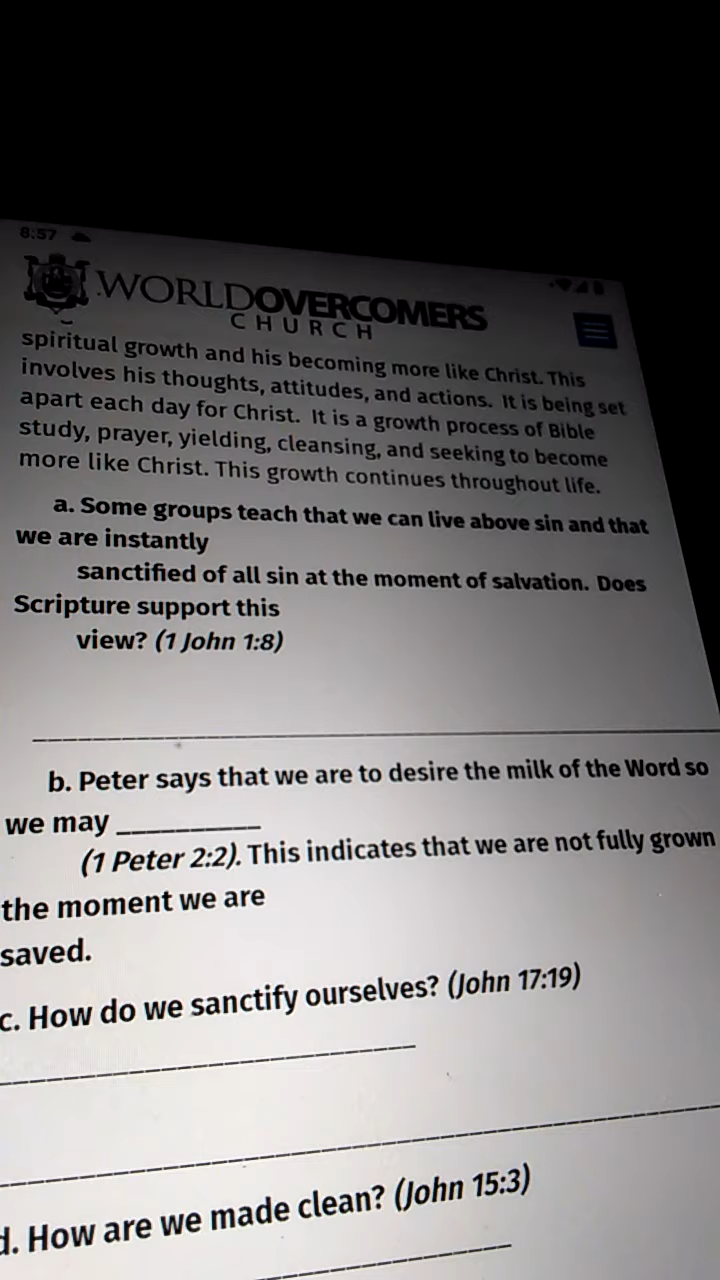 8:57
WORLDOVERCOMERS
CHURCH
spiritual growth and his becoming more like Christ. This
involves his thoughts, attitudes, and actions. It is being set
apart each day for Christ. It is a growth process of Bible
study, prayer, yielding, cleansing, and seeking to become
more like Christ. This growth continues throughout life.
a. Some groups teach that we can live above sin and that
we are instantly
sanctified of all sin at the moment of salvation. Does
Scripture support this
view? (1 John 1:8)
b. Peter says that we are to desire the milk of the Word so
we may __________
(1 Peter 2:2). This indicates that we are not fully grown
the moment we are
saved.
c. How do we sanctify ourselves? (John 17:19)
d. How are we made clean? (John 15:3)